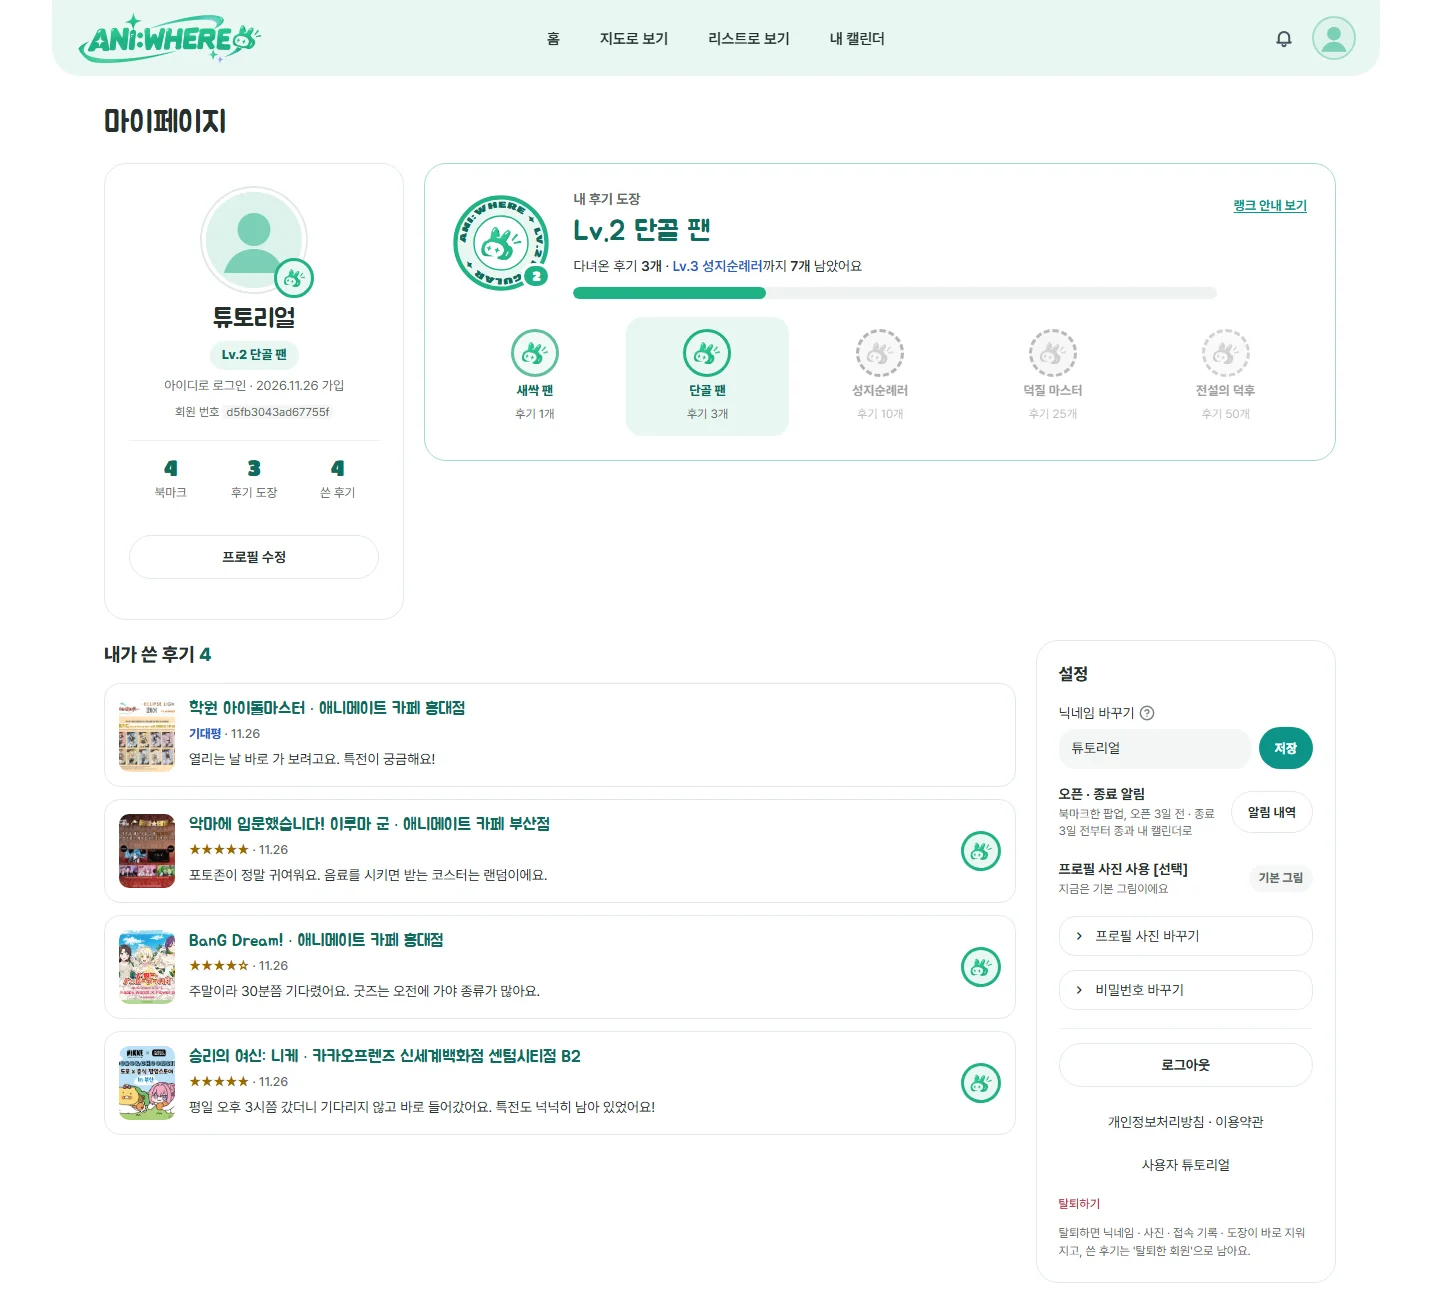 ANI:WHERE
홈
지도로 보기
리스트로 보기
내 캘린더
마이페이지
튜토리얼
Lv.2 단골 팬
아이디로 로그인 · 2026.11.26 가입
회원 번호 d5fb3043ad67755f
4
북마크
3
후기 도장
4
쓴 후기
프로필 수정
ANI:WHERE
2
내 후기 도장
Lv.2 단골 팬
다녀온 후기 3개 · Lv.3 성지순례러까지 7개 남았어요
랭크 안내 보기
새싹 팬
후기 1개
단골 팬
후기 3개
성지순례러
후기 10개
덕질 마스터
후기 25개
전설의 덕후
후기 50개
내가 쓴 후기 4
학원 아이돌마스터 · 애니메이트 카페 홍대점
기대평 · 11.26
열리는 날 바로 가 보려고요. 특전이 궁금해요!
악마에 입문했습니다! 이루마 군 · 애니메이트 카페 부산점
★★★★★ · 11.26
포토존이 정말 귀여워요. 음료를 시키면 받는 코스터는 랜덤이에요.
BanG Dream! · 애니메이트 카페 홍대점
★★★★☆ · 11.26
주말이라 30분쯤 기다렸어요. 굿즈는 오전에 가야 종류가 많아요.
NIKKE
in 부산
승리의 여신: 니케 · 카카오프렌즈 신세계백화점 센텀시티점 B2
★★★★★ · 11.26
평일 오후 3시쯤 갔더니 기다리지 않고 바로 들어갔어요. 특전도 넉넉히 남아 있었어요!
설정
닉네임 바꾸기 ?
튜토리얼
저장
오픈 · 종료 알림
북마크한 팝업, 오픈 3일 전 · 종료
3일 전부터 종과 내 캘린더로
알림 내역
프로필 사진 사용 [선택]
지금은 기본 그림이에요
기본 그림
프로필 사진 바꾸기
비밀번호 바꾸기
로그아웃
개인정보처리방침 · 이용약관
사용자 튜토리얼
탈퇴하기
탈퇴하면 닉네임 · 사진 · 접속 기록 · 도장이 바로 지워
지고, 쓴 후기는 '탈퇴한 회원'으로 남아요.